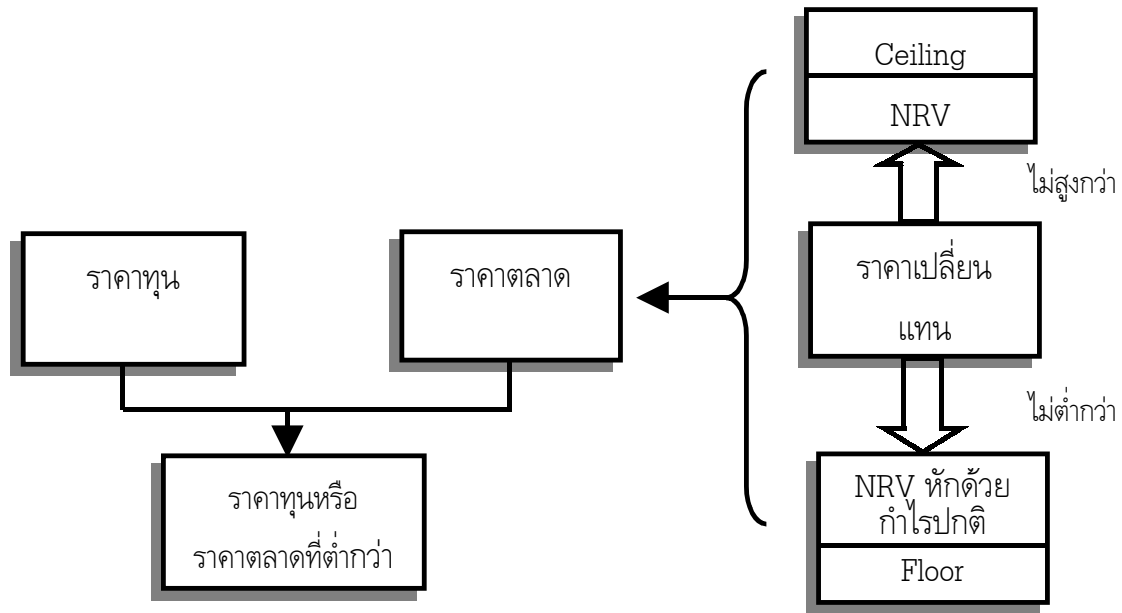 Ceiling
NRV
ไม่สูงกว่า
ราคาทุน
ราคาตลาด
ราคาเปลี่ยน
แทน
ไม่ต่ำกว่า
ราคาทุนหรือ
ราคาตลาดที่ต่ำกว่า
NRV หักด้วย
กำไรปกติ
Floor